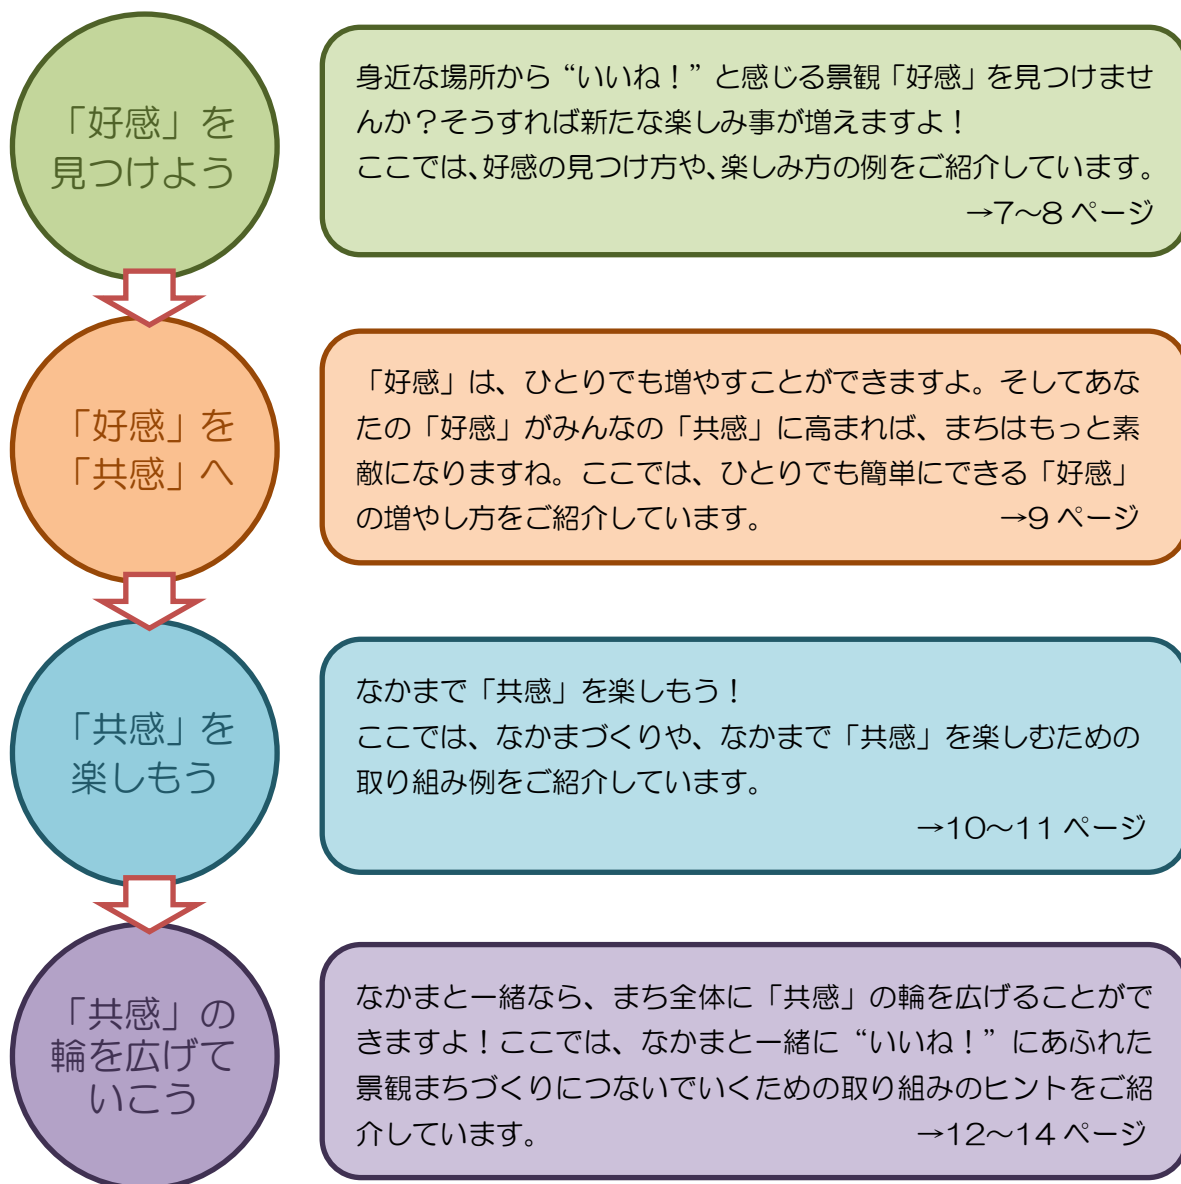 「好感」を
見つけよう
身近な場所から“いいね！”と感じる景観「好感」を見つけませ
んか？そうすれば新たな楽しみ事が増えますよ！
ここでは、好感の見つけ方や、楽しみ方の例をご紹介しています。
→7～8 ページ
「好感」を
「共感」へ
「好感」は、ひとりでも増やすことができますよ。そしてあな
たの「好感」がみんなの「共感」に高まれば、まちはもっと素
敵になりますね。ここでは、ひとりでも簡単にできる「好感」
の増やし方をご紹介しています。 →9 ページ
「共感」を
楽しもう
なかまで「共感」を楽しもう！
ここでは、なかまづくりや、なかまで「共感」を楽しむための
取り組み例をご紹介しています。
→10～11 ページ
「共感」の
輪を広げて
いこう
なかまと一緒なら、まち全体に「共感」の輪を広げることがで
きますよ！ここでは、なかまと一緒に“いいね！”にあふれた
景観まちづくりにつないでいくための取り組みのヒントをご紹
介しています。 →12～14 ページ